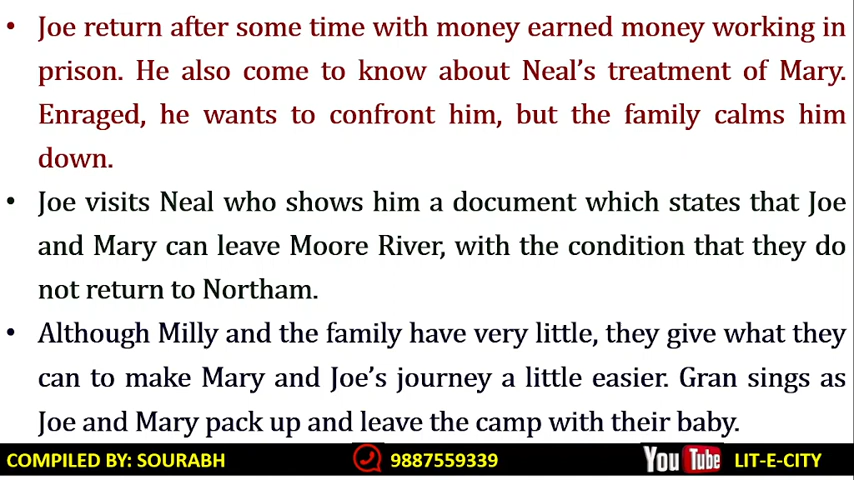 • Joe return after some time with money earned money working in
prison. He also come to know about Neal's treatment of Mary.
Enraged, he wants to confront him, but the family calms him
down.
• Joe visits Neal who shows him a document which states that Joe
and Mary can leave Moore River, with the condition that they do
not return to Northam.
• Although Milly and the family have very little, they give what they
can to make Mary and Joe's journey a little easier. Gran sings as
Joe and Mary pack up and leave the camp with their baby.
COMPILED BY: SOURABH 9887559339 YouTube LIT-E-CITY